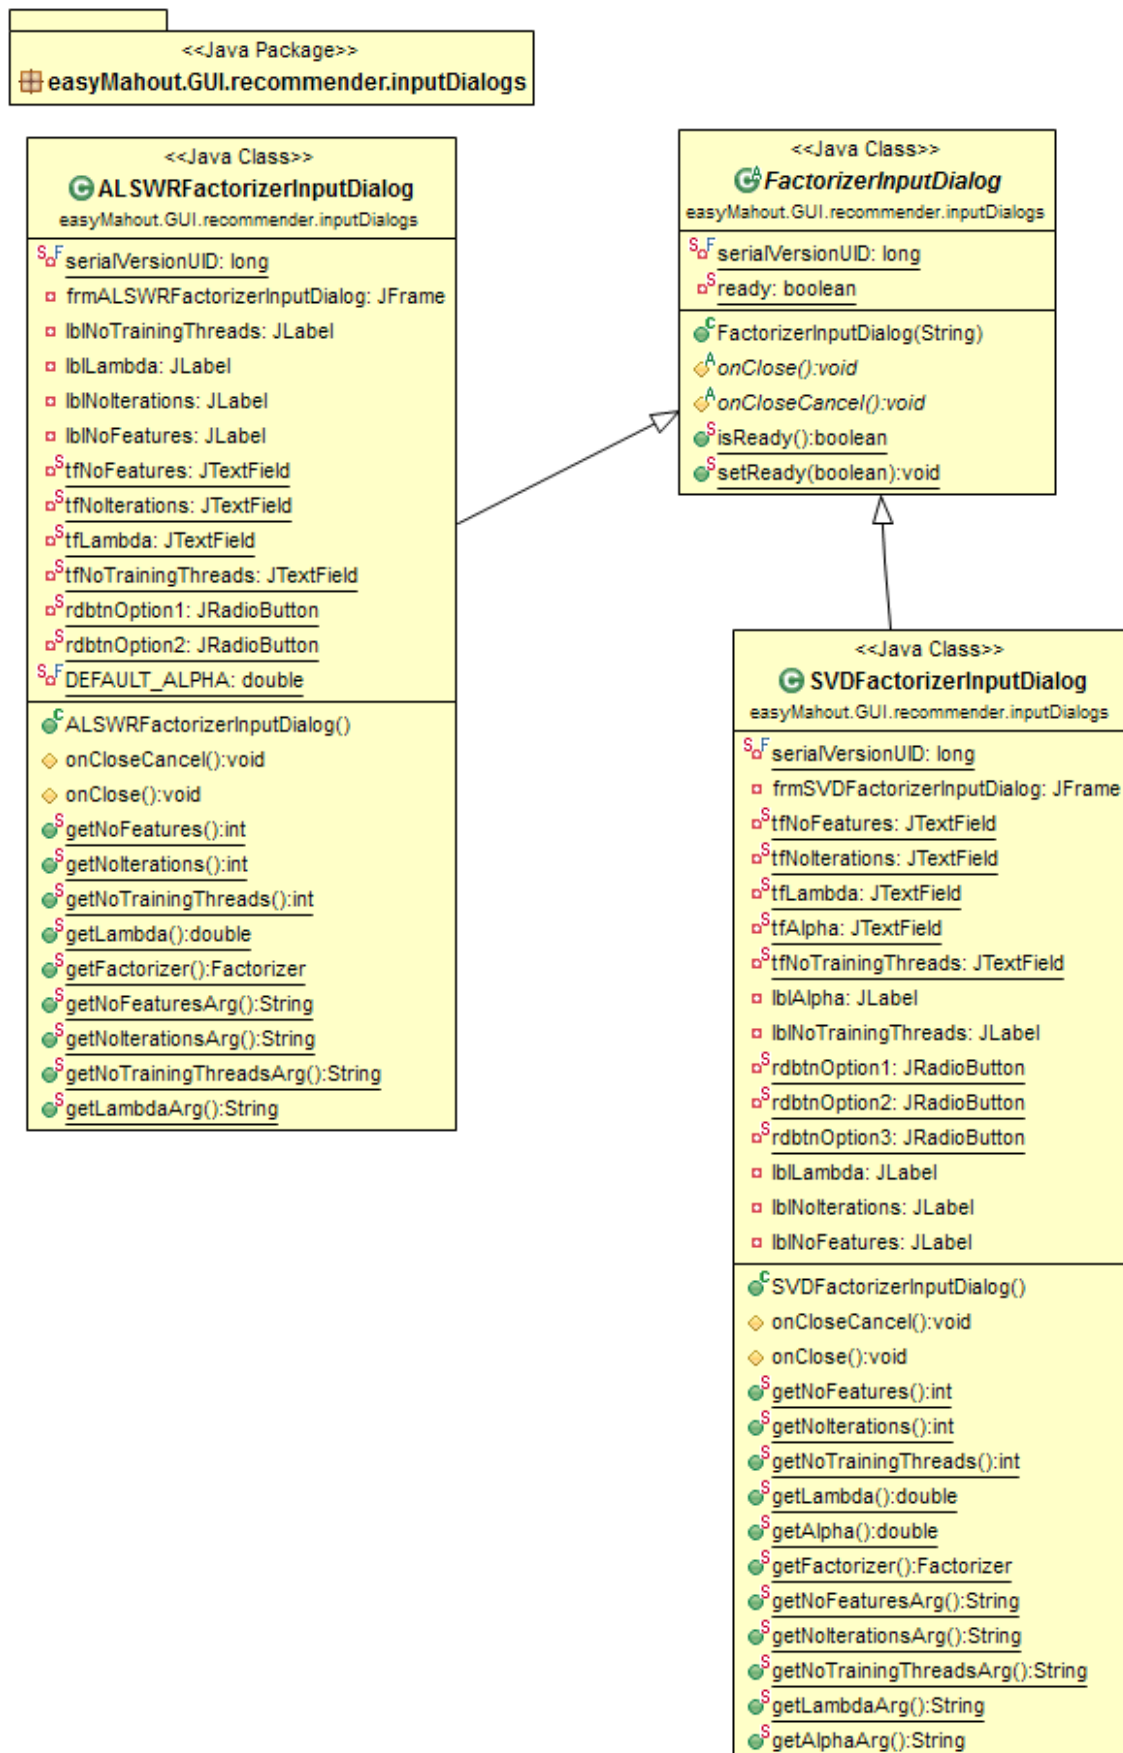 <<Java Package>>
easyMahout.GUI.recommender.inputDialogs
<<Java Class>>
ALSWRFactorizerInputDialog
easyMahout.GUI.recommender.inputDialogs
serialVersionUID: long
frmALSWRFactorizerInputDialog: JFrame
lblNoTrainingThreads: JLabel
lblLambda: JLabel
lblNoIterations: JLabel
lblNoFeatures: JLabel
tfNoFeatures: JTextField
tfNoIterations: JTextField
tfLambda: JTextField
tfNoTrainingThreads: JTextField
rdbtnOption1: JRadioButton
rdbtnOption2: JRadioButton
DEFAULT_ALPHA: double
ALSWRFactorizerInputDialog()
onCloseCancel():void
onClose():void
getNoFeatures():int
getNoIterations():int
getNoTrainingThreads():int
getLambda():double
getFactorizer():Factorizer
getNoFeaturesArg():String
getNoIterationsArg():String
getNoTrainingThreadsArg():String
getLambdaArg():String
<<Java Class>>
FactorizerInputDialog
easyMahout.GUI.recommender.inputDialogs
serialVersionUID: long
ready: boolean
FactorizerInputDialog(String)
onClose():void
onCloseCancel():void
isReady():boolean
setReady(boolean):void
<<Java Class>>
SVDFactorizerInputDialog
easyMahout.GUI.recommender.inputDialogs
serialVersionUID: long
frmSVDFactorizerInputDialog: JFrame
tfNoFeatures: JTextField
tfNoIterations: JTextField
tfLambda: JTextField
tfAlpha: JTextField
tfNoTrainingThreads: JTextField
lblAlpha: JLabel
lblNoTrainingThreads: JLabel
rdbtnOption1: JRadioButton
rdbtnOption2: JRadioButton
rdbtnOption3: JRadioButton
lblLambda: JLabel
lblNoIterations: JLabel
lblNoFeatures: JLabel
SVDFactorizerInputDialog()
onCloseCancel():void
onClose():void
getNoFeatures():int
getNoIterations():int
getNoTrainingThreads():int
getLambda():double
getAlpha():double
getFactorizer():Factorizer
getNoFeaturesArg():String
getNoIterationsArg():String
getNoTrainingThreadsArg():String
getLambdaArg():String
getAlphaArg():String